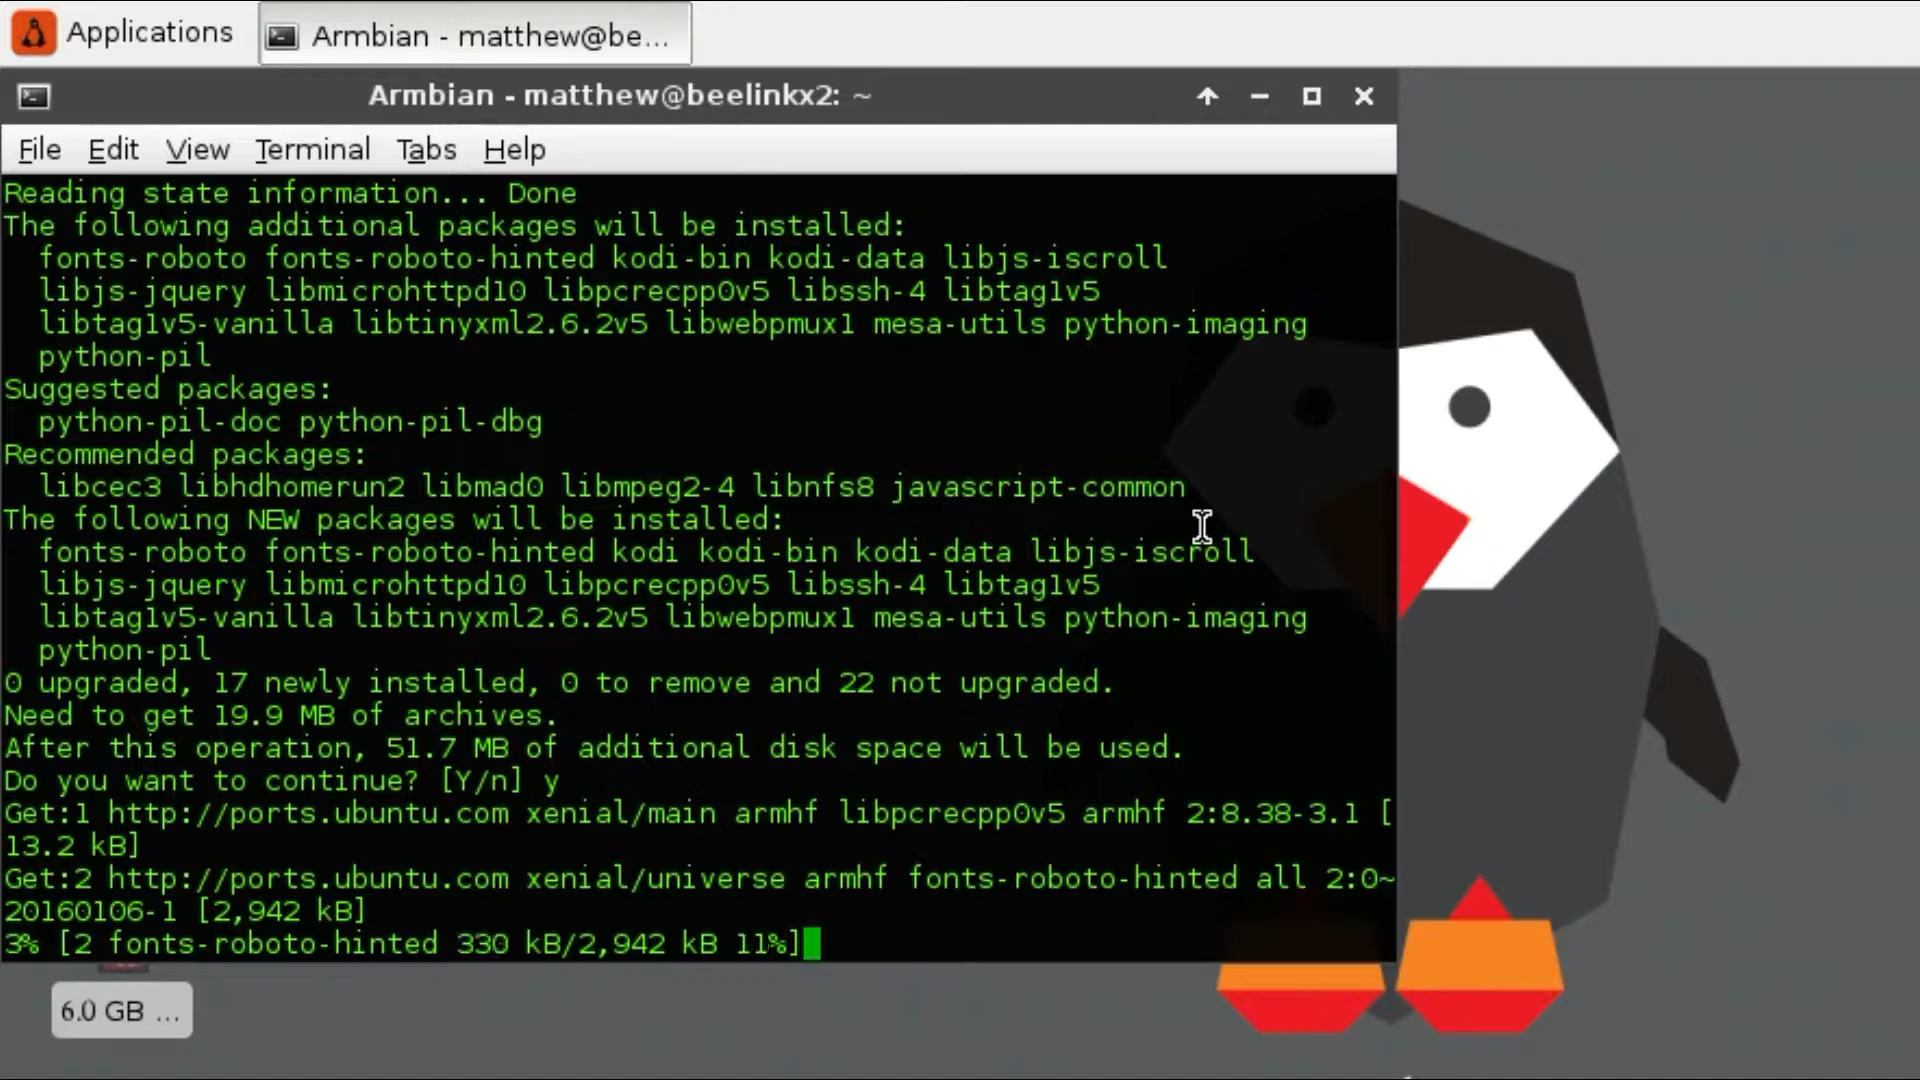 Applications
Armbian - matthew@be...
Armbian - matthew@beelinkx2: ~
File Edit View Terminal Tabs Help
Reading state information... Done
The following additional packages will be installed:
fonts-roboto fonts-roboto-hinted kodi-bin kodi-data libjs-iscroll
libjs-jquery libmicrohttpd10 libpcrecpp0v5 libssh-4 libtag1v5
libtag1v5-vanilla libtinyxml2.6.2v5 libwebpmux1 mesa-utils python-imaging
python-pil
Suggested packages:
python-pil-doc python-pil-dbg
Recommended packages:
libcec3 libhdhomerun2 libmad0 libmpeg2-4 libnfs8 javascript-common
The following NEW packages will be installed:
fonts-roboto fonts-roboto-hinted kodi kodi-bin kodi-data libjs-iscroll
libjs-jquery libmicrohttpd10 libpcrecpp0v5 libssh-4 libtag1v5
libtag1v5-vanilla libtinyxml2.6.2v5 libwebpmux1 mesa-utils python-imaging
python-pil
0 upgraded, 17 newly installed, 0 to remove and 22 not upgraded.
Need to get 19.9 MB of archives.
After this operation, 51.7 MB of additional disk space will be used.
Do you want to continue? [Y/n] y
Get:1 http://ports.ubuntu.com xenial/main armhf libpcrecpp0v5 armhf 2:8.38-3.1 [
13.2 kB]
Get:2 http://ports.ubuntu.com xenial/universe armhf fonts-roboto-hinted all 2:0~
20160106-1 [2,942 kB]
3% [2 fonts-roboto-hinted 330 kB/2,942 kB 11%]
6.0 GB ...